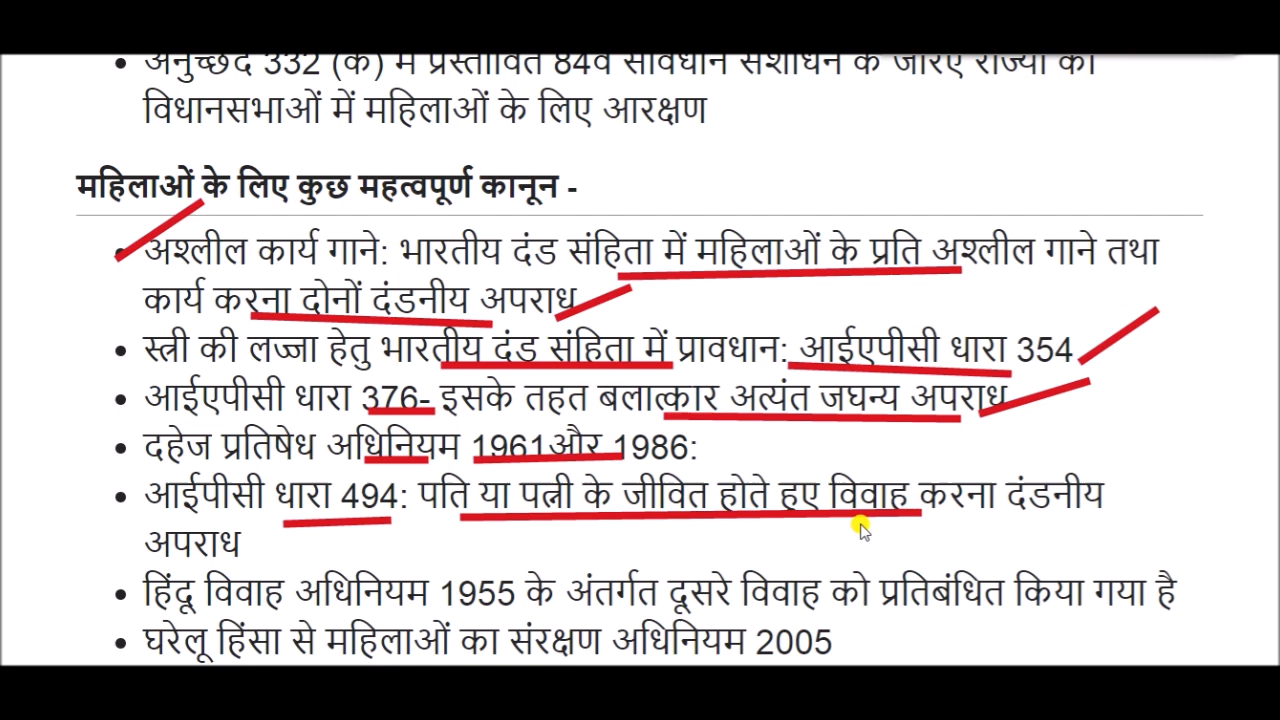 अनुच्छेद 332 (क) में प्रस्तावित 84वें संविधान संशोधन के जरिए राज्यों की
विधानसभाओं में महिलाओं के लिए आरक्षण
महिलाओं के लिए कुछ महत्वपूर्ण कानून -
• अश्लील कार्य गाने: भारतीय दंड संहिता में महिलाओं के प्रति अश्लील गाने तथा
कार्य करना दोनों दंडनीय अपराध
• स्त्री की लज्जा हेतु भारतीय दंड संहिता में प्रावधान: आईएपीसी धारा 354
• आईएपीसी धारा 376- इसके तहत बलात्कार अत्यंत जघन्य अपराध
• दहेज प्रतिषेध अधिनियम 1961और 1986:
• आईपीसी धारा 494: पति या पत्नी के जीवित होते हुए विवाह करना दंडनीय
अपराध
• हिंदू विवाह अधिनियम 1955 के अंतर्गत दूसरे विवाह को प्रतिबंधित किया गया है
• घरेलू हिंसा से महिलाओं का संरक्षण अधिनियम 2005